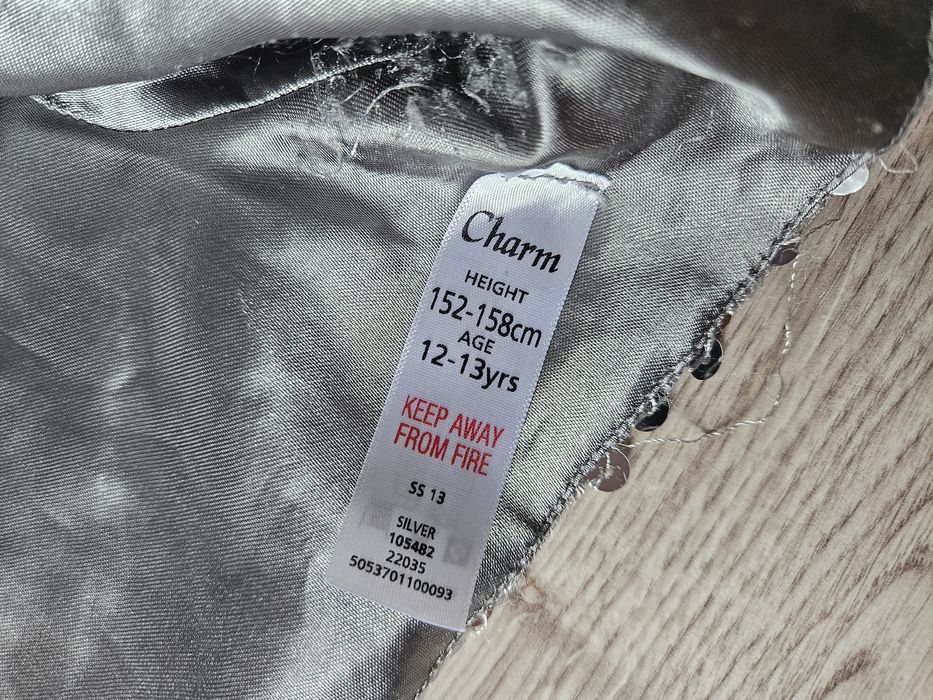 Charm
HEIGHT
152-158cm
AGE
12-13yrs
KEEP AWAY
FROM FIRE
SS 13
SILVER
105482
22035
5053701100093